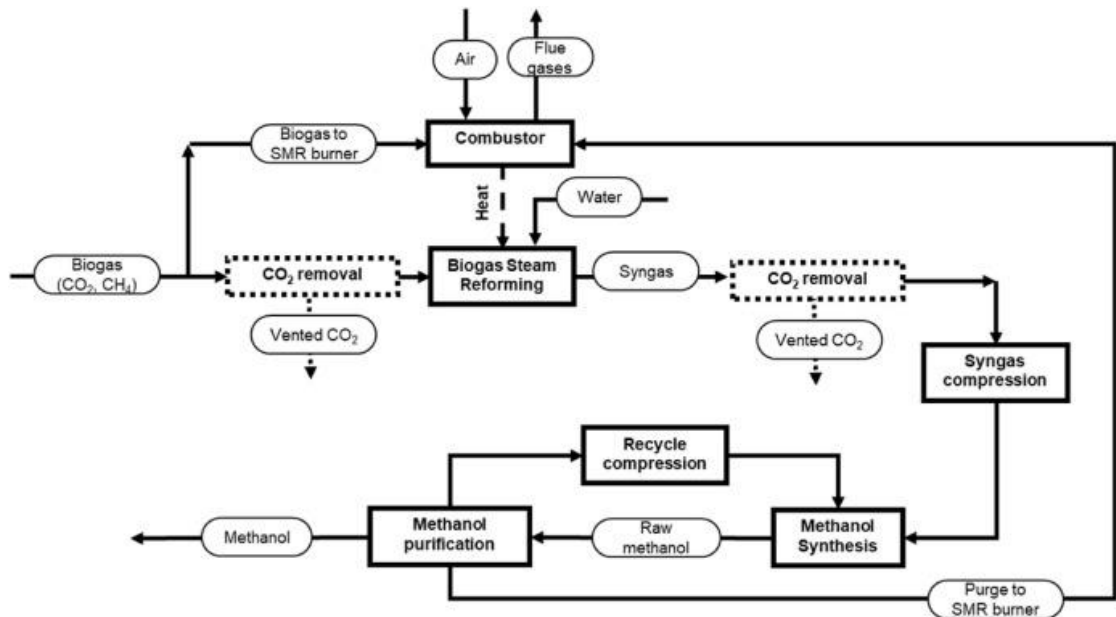 Air
Flue
gases
Biogas to
SMR burner
Combustor
Heat
Water
Biogas
(CO₂, CH₄)
CO₂ removal
Biogas Steam
Reforming
Syngas
CO₂ removal
Vented CO₂
Vented CO₂
Syngas
compression
Recycle
compression
Methanol
Methanol
purification
Raw
methanol
Methanol
Synthesis
Purge to
SMR burner